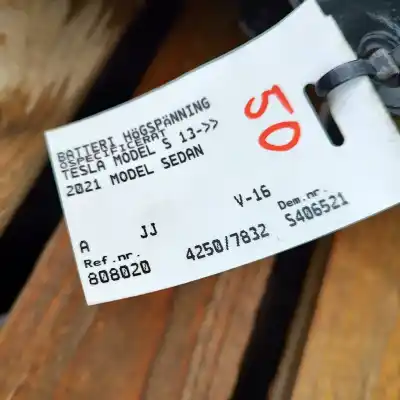 BATTERI HÖGSPÄNNING
OSPECIFICERAT
TESLA MODEL S 13->>
2021 MODEL SEDAN
50
A JJ V-16
Ref.nr. Dem.nr.
808020 4250/7832 S406521